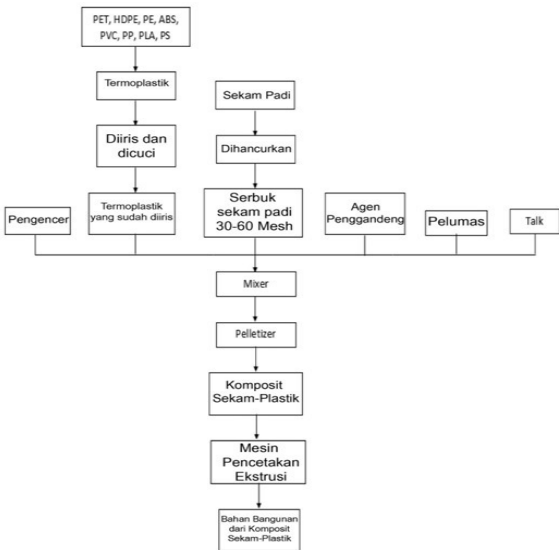 PET, HDPE, PE, ABS,
PVC, PP, PLA, PS
Termoplastik
Sekam Padi
Diiris dan
dicuci
Dihancurkan
Pengencer
Termoplastik
yang sudah diiris
Serbuk
sekam padi
30-60 Mesh
Agen
Penggandeng
Pelumas
Talk
Mixer
Pelletizer
Komposit
Sekam-Plastik
Mesin
Pencetakan
Ekstrusi
Bahan Bangunan
dari Komposit
Sekam-Plastik